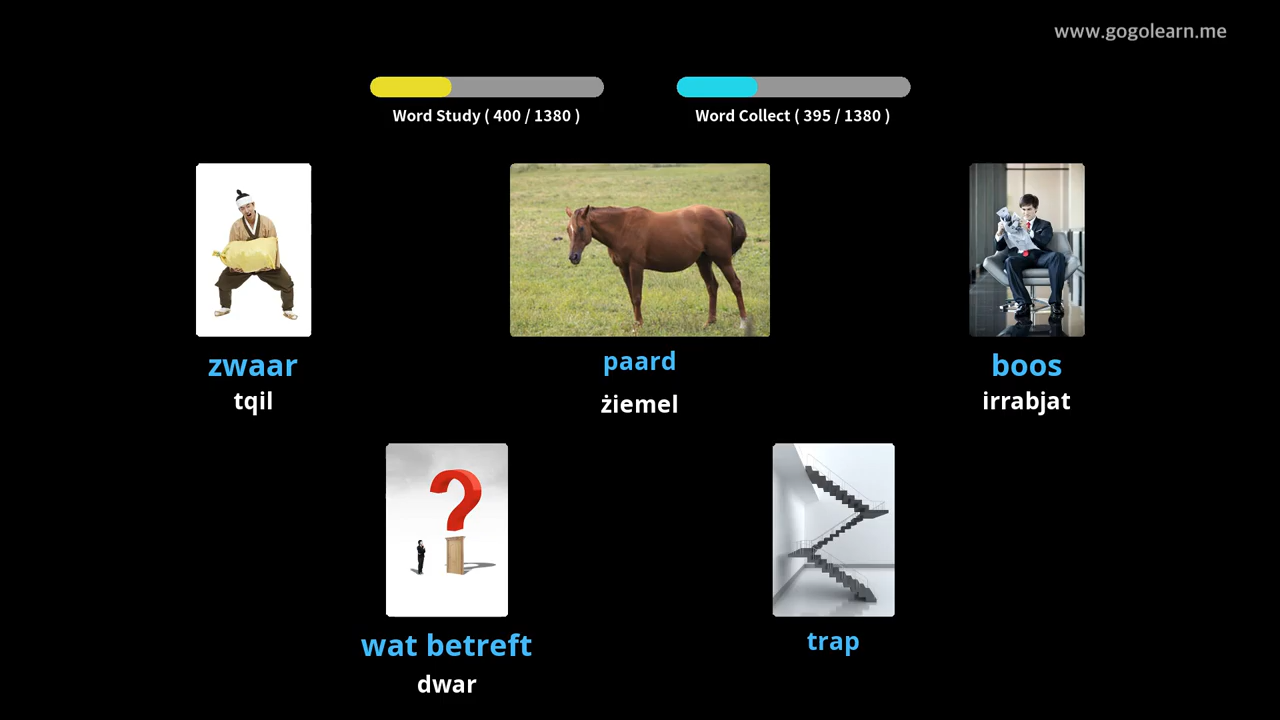 www.gogolearn.me
Word Study ( 400 / 1380 )
Word Collect ( 395 / 1380 )
zwaar
tqil
paard
żiemel
boos
irrabjat
wat betreft
dwar
trap